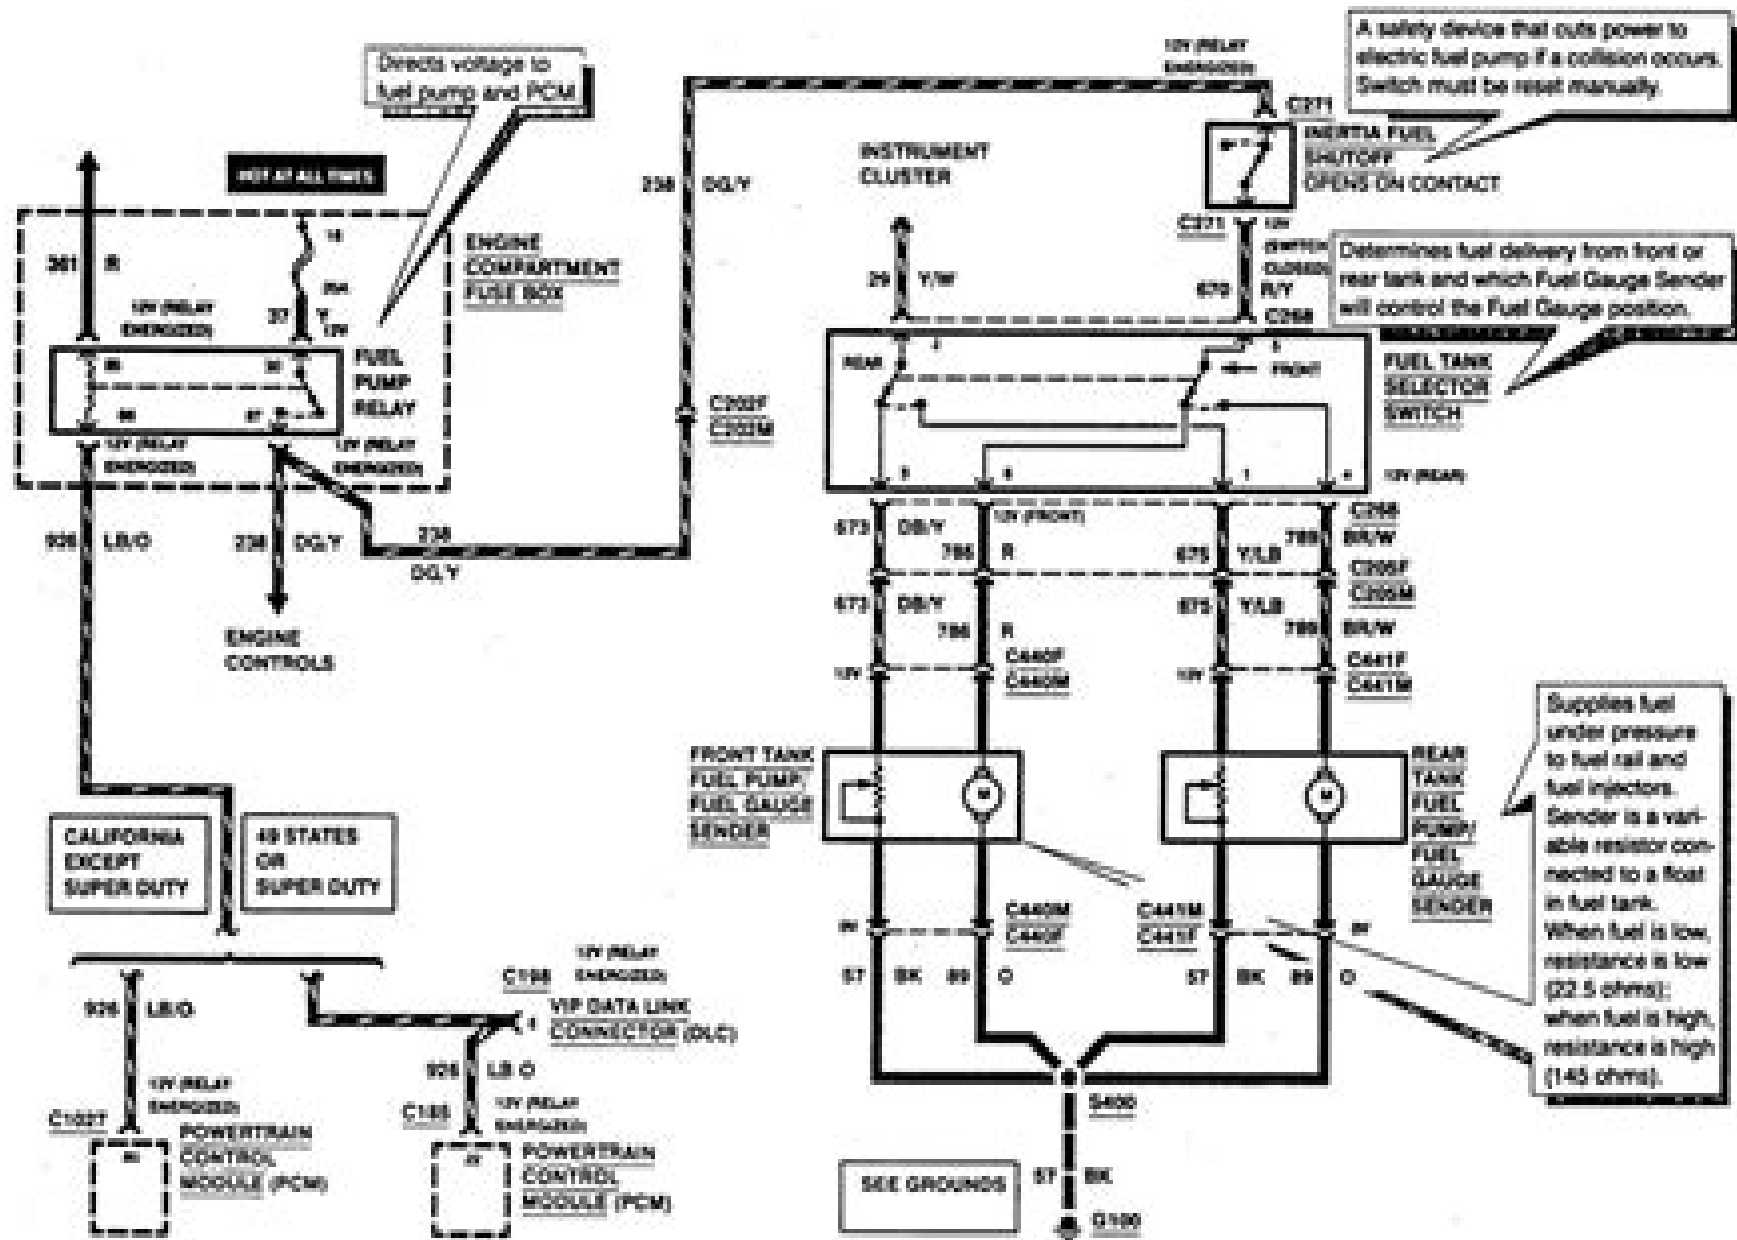 Directs voltage to
fuel pump and PCM.
HOT AT ALL TIMES
361
R
12V (RELAY
ENERGIZED)
37
Y
12V
ENGINE
COMPARTMENT
FUSE BOX
FUEL
PUMP
RELAY
12V (RELAY
ENERGIZED)
12V (RELAY
ENERGIZED)
926
LB/O
238
DG/Y
238
DG/Y
ENGINE
CONTROLS
238
DG/Y
C202F
C202M
12V (RELAY
ENERGIZED)
A safety device that cuts power to
electric fuel pump if a collision occurs.
Switch must be reset manually.
C271
INERTIA FUEL
SHUTOFF
OPENS ON CONTACT
C271
12V
(SWITCH
CLOSED)
670
R/Y
C268
INSTRUMENT
CLUSTER
29
Y/W
Determines fuel delivery from front or
rear tank and which Fuel Gauge Sender
will control the Fuel Gauge position.
REAR
FRONT
FUEL TANK
SELECTOR
SWITCH
12V (REAR)
12V (FRONT)
C268
673
DB/Y
786
R
675
Y/LB
789
BR/W
C205F
C205M
673
DB/Y
786
R
675
Y/LB
789
BR/W
12V
C440F
C440M
12V
C441F
C441M
FRONT TANK
FUEL PUMP/
FUEL GAUGE
SENDER
M
M
REAR
TANK
FUEL
PUMP/
FUEL
GAUGE
SENDER
Supplies fuel
under pressure
to fuel rail and
fuel injectors.
Sender is a vari-
able resistor con-
nected to a float
in fuel tank.
When fuel is low,
resistance is low
(22.5 ohms);
when fuel is high,
resistance is high
(145 ohms).
0V
C440M
C440F
C441M
C441F
0V
57
BK
89
O
57
BK
89
O
S400
SEE GROUNDS
57
BK
G100
CALIFORNIA
EXCEPT
SUPER DUTY
49 STATES
OR
SUPER DUTY
926
LB/O
12V (RELAY
ENERGIZED)
C1027
POWERTRAIN
CONTROL
MODULE (PCM)
C198
12V (RELAY
ENERGIZED)
VIP DATA LINK
CONNECTOR (DLC)
926
LB/O
12V (RELAY
ENERGIZED)
POWERTRAIN
CONTROL
MODULE (PCM)